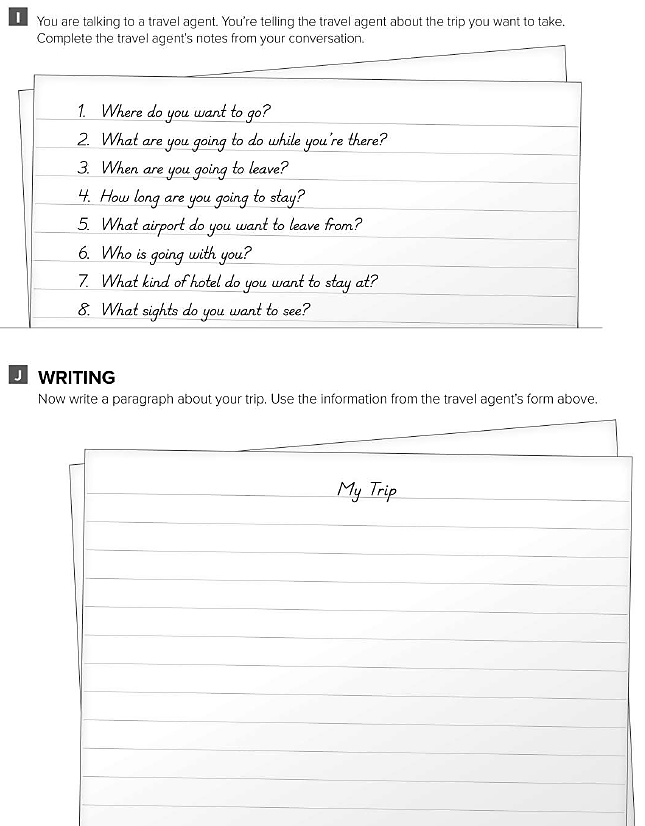 I You are talking to a travel agent. You're telling the travel agent about the trip you want to take.
Complete the travel agent's notes from your conversation.
1. Where do you want to go?
2. What are you going to do while you're there?
3. When are you going to leave?
4. How long are you going to stay?
5. What airport do you want to leave from?
6. Who is going with you?
7. What kind of hotel do you want to stay at?
8. What sights do you want to see?
J WRITING
Now write a paragraph about your trip. Use the information from the travel agent's form above.
My Trip